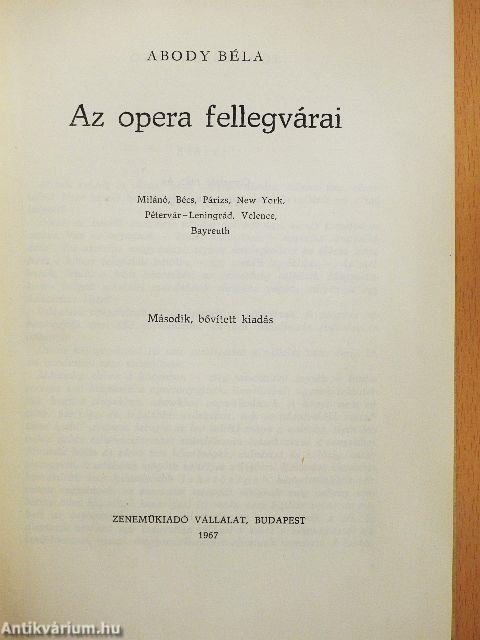 ABODY BÉLA
Az opera fellegvárai
Milánó, Bécs, Párizs, New York,
Pétervár–Leningrád, Velence,
Bayreuth
Második, bővített kiadás
ZENEMŰKIADÓ VÁLLALAT, BUDAPEST
1967
Antikvárium.hu